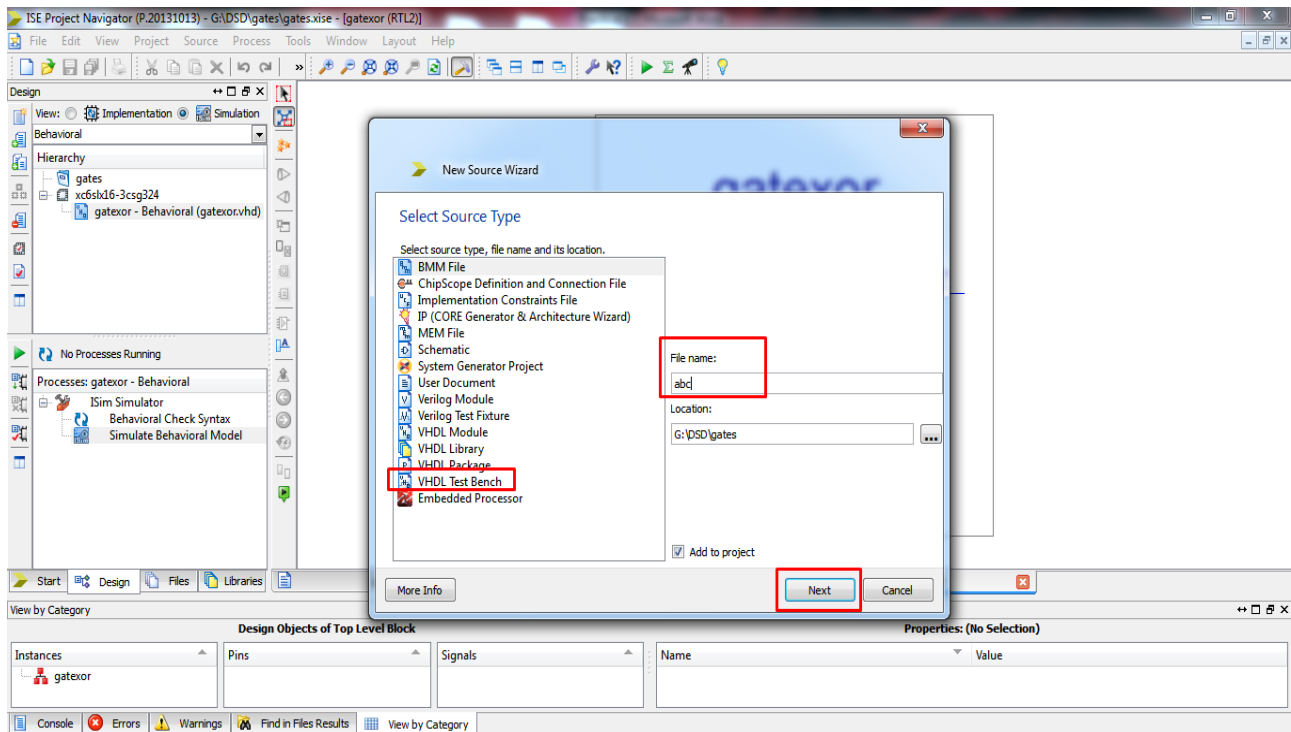 ISE Project Navigator (P.20131013) - G:\DSD\gates\gates.xise - [gatexor (RTL2)]
File Edit View Project Source Process Tools Window Layout Help
Design
View: Implementation Simulation
Behavioral
Hierarchy
gates
xc6slx16-3csg324
gatexor - Behavioral (gatexor.vhd)
No Processes Running
Processes: gatexor - Behavioral
ISim Simulator
Behavioral Check Syntax
Simulate Behavioral Model
Start Design Files Libraries
gatexor
New Source Wizard
Select Source Type
Select source type, file name and its location.
BMM File
ChipScope Definition and Connection File
Implementation Constraints File
IP (CORE Generator & Architecture Wizard)
MEM File
Schematic
System Generator Project
User Document
Verilog Module
Verilog Test Fixture
VHDL Module
VHDL Library
VHDL Package
VHDL Test Bench
Embedded Processor
File name:
abc
Location:
G:\DSD\gates
...
Add to project
More Info Next Cancel
View by Category
Design Objects of Top Level Block Properties: (No Selection)
Instances Pins Signals Name Value
gatexor
Console Errors Warnings Find in Files Results View by Category